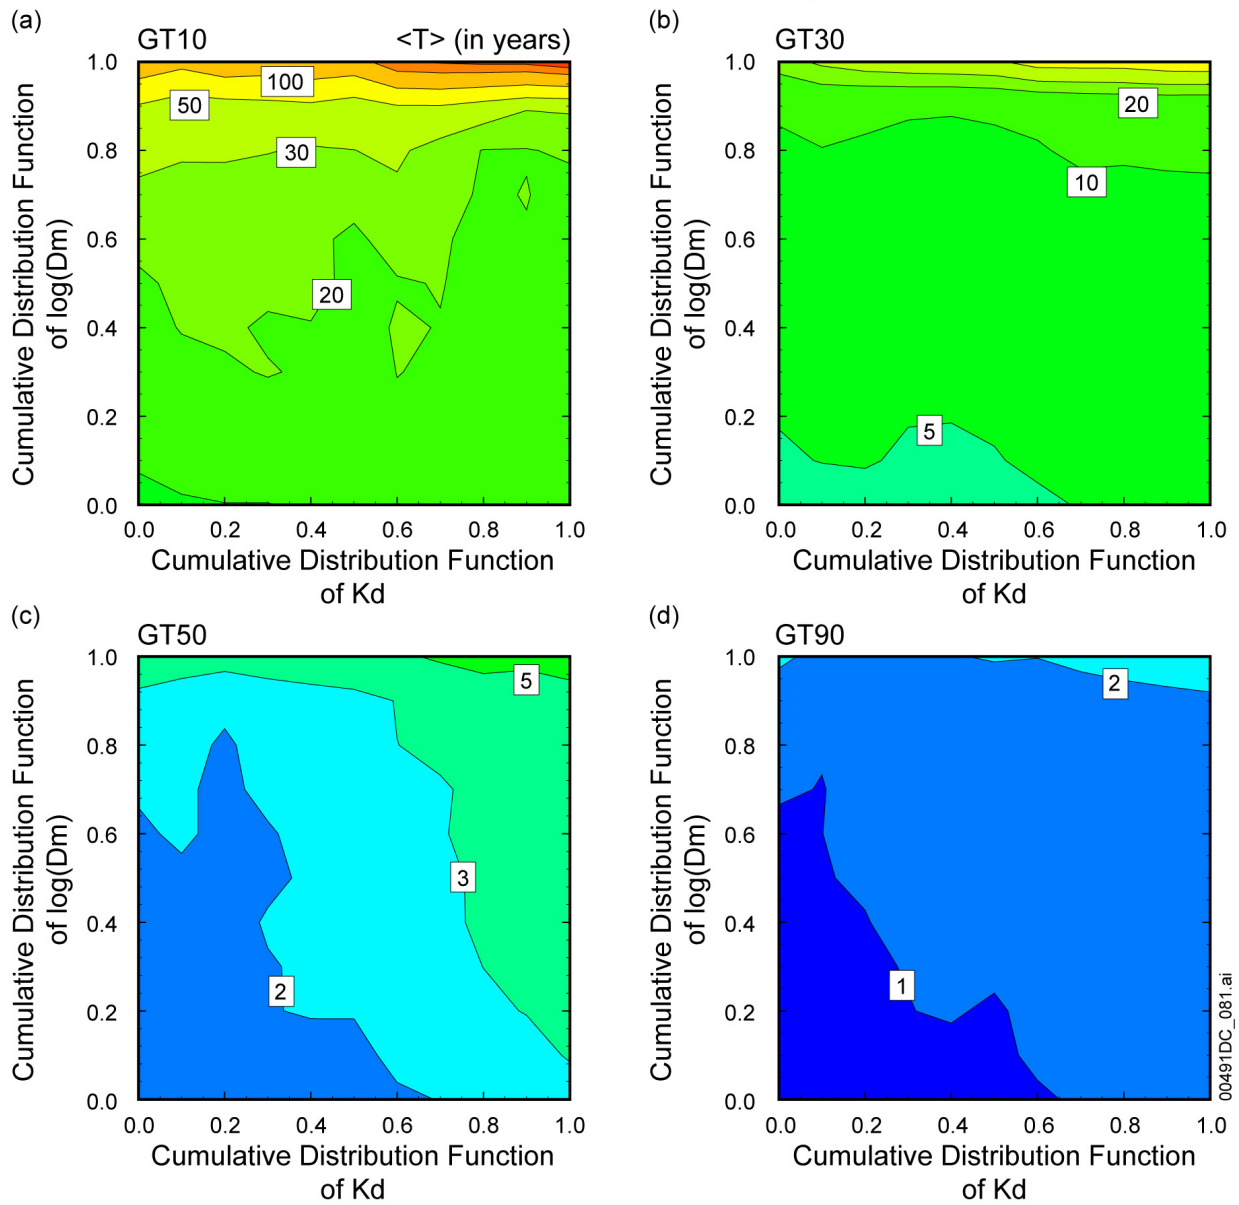 (a)
GT10 <T> (in years)
Cumulative Distribution Function
of log(Dm)
1.0
0.8
0.6
0.4
0.2
0.0
100
50
30
20
0.0 0.2 0.4 0.6 0.8 1.0
Cumulative Distribution Function
of Kd
(b)
GT30
Cumulative Distribution Function
of log(Dm)
1.0
0.8
0.6
0.4
0.2
0.0
20
10
5
0.0 0.2 0.4 0.6 0.8 1.0
Cumulative Distribution Function
of Kd
(c)
GT50
Cumulative Distribution Function
of log(Dm)
1.0
0.8
0.6
0.4
0.2
0.0
5
3
2
0.0 0.2 0.4 0.6 0.8 1.0
Cumulative Distribution Function
of Kd
(d)
GT90
Cumulative Distribution Function
of log(Dm)
1.0
0.8
0.6
0.4
0.2
0.0
2
1
0.0 0.2 0.4 0.6 0.8 1.0
Cumulative Distribution Function
of Kd
00491DC_081.ai